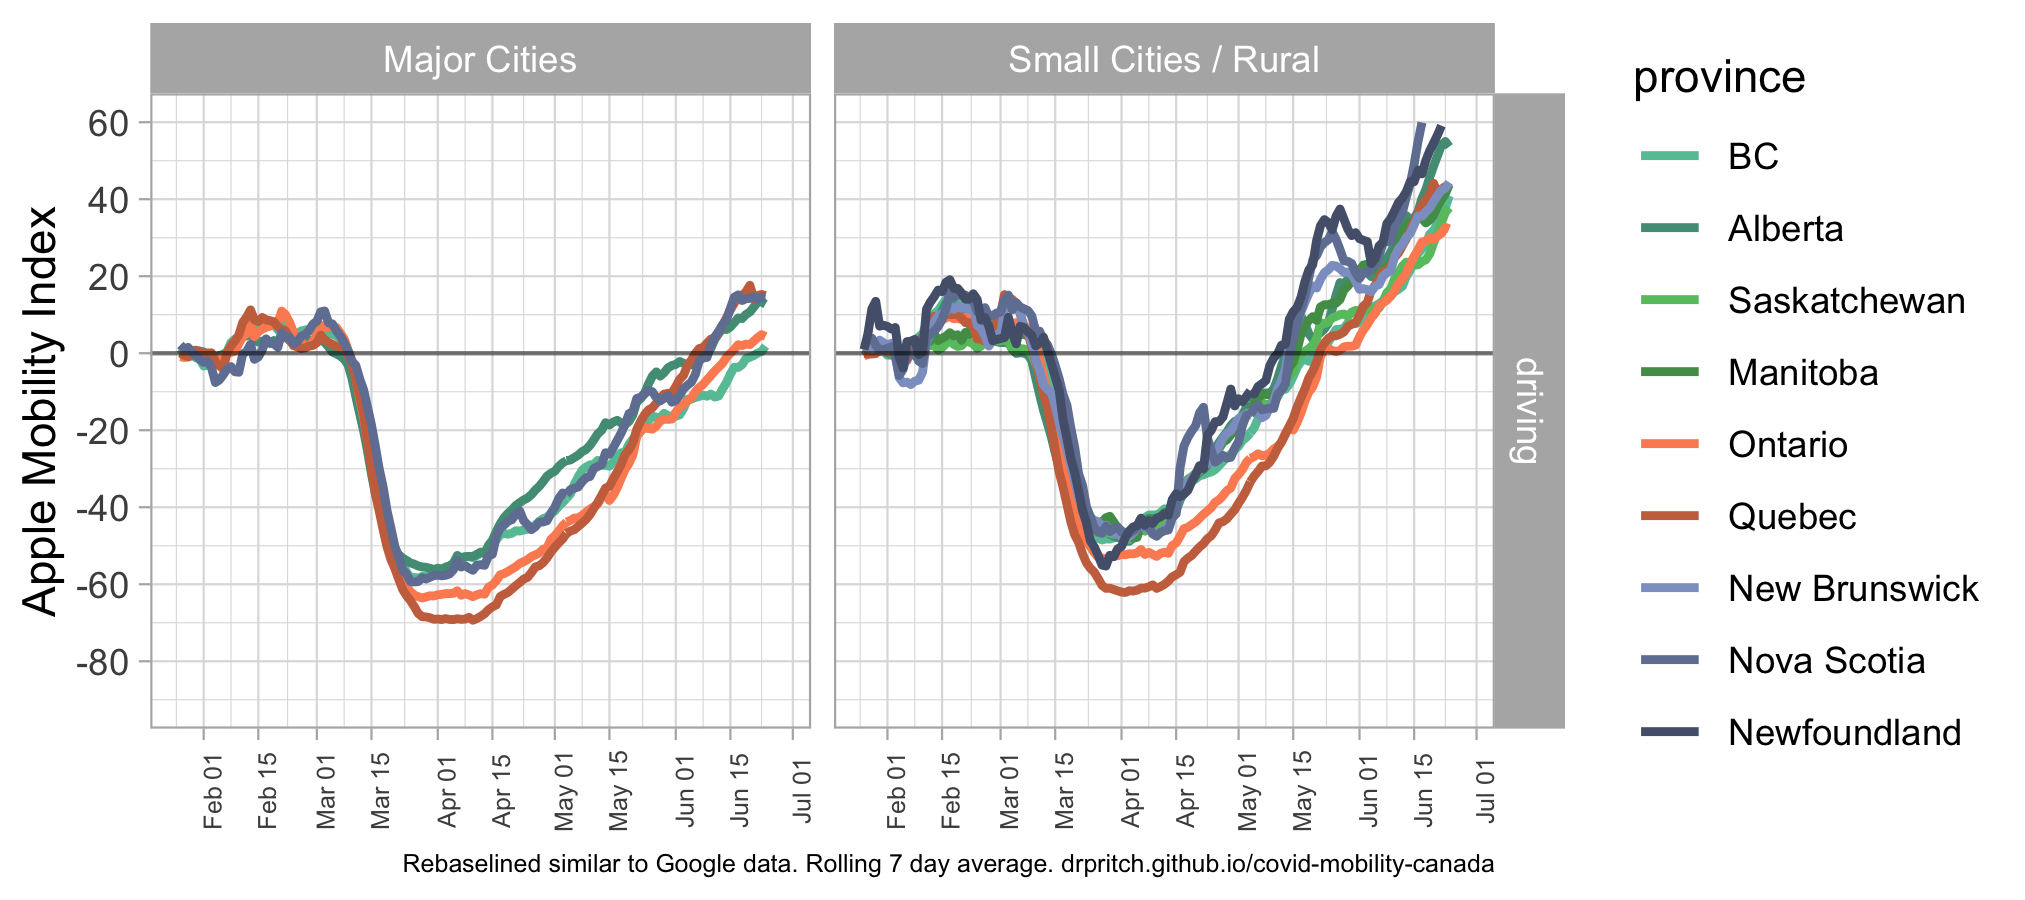 Major Cities
Small Cities / Rural
driving
Apple Mobility Index
60
40
20
0
-20
-40
-60
-80
Feb 01
Feb 15
Mar 01
Mar 15
Apr 01
Apr 15
May 01
May 15
Jun 01
Jun 15
Jul 01
Feb 01
Feb 15
Mar 01
Mar 15
Apr 01
Apr 15
May 01
May 15
Jun 01
Jun 15
Jul 01
province
BC
Alberta
Saskatchewan
Manitoba
Ontario
Quebec
New Brunswick
Nova Scotia
Newfoundland
Rebaselined similar to Google data. Rolling 7 day average. drpritch.github.io/covid-mobility-canada